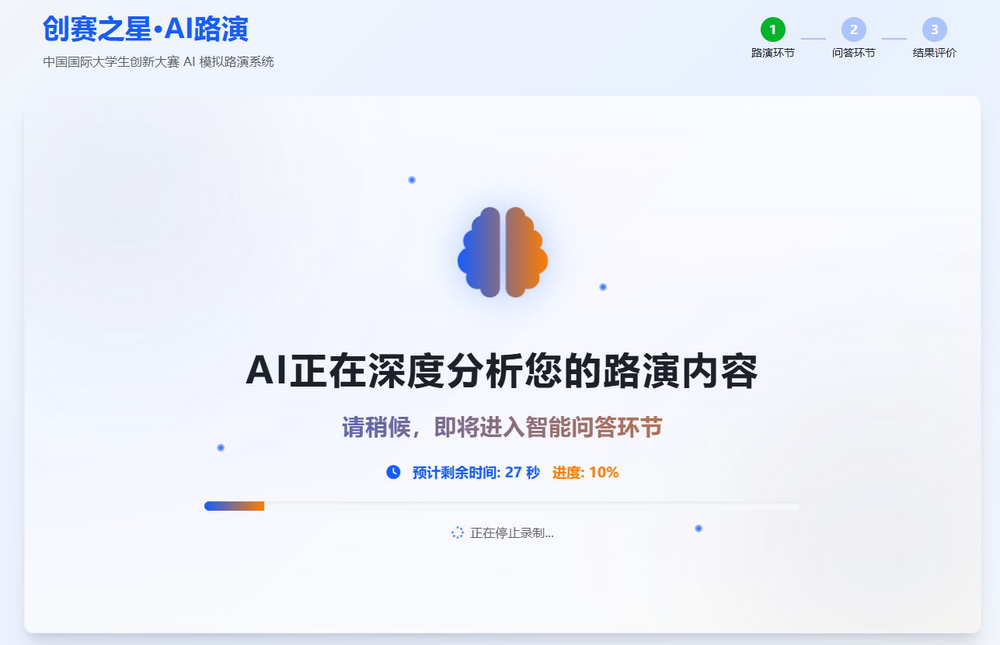 创赛之星•AI路演
中国国际大学生创新大赛 AI 模拟路演系统
1 2 3
路演环节 问答环节 结果评价
AI正在深度分析您的路演内容
请稍候，即将进入智能问答环节
预计剩余时间: 27 秒 进度: 10%
正在停止录制...